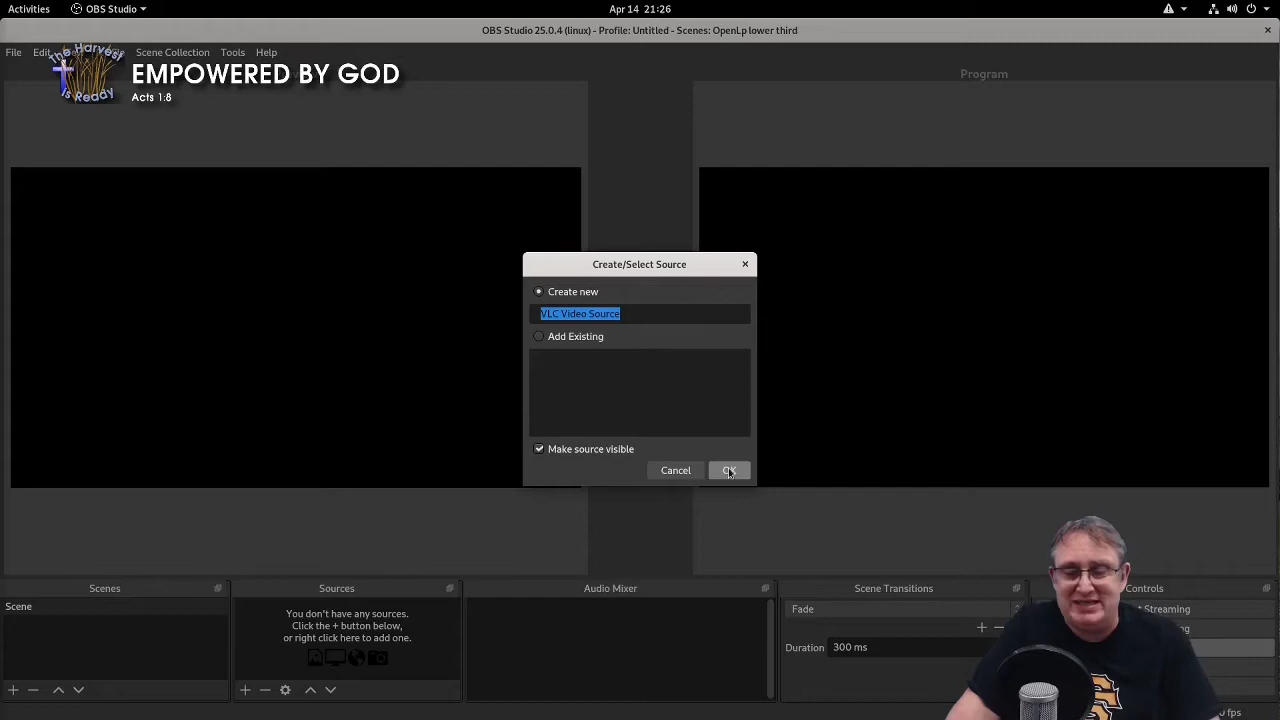 Activities
OBS Studio
Apr 14 21:26
OBS Studio 25.0.4 (linux) - Profile: Untitled - Scenes: OpenLp lower third
File
Edit
Scene Collection
Tools
Help
The Harvest
Is Ready
EMPOWERED BY GOD
Acts 1:8
Program
Create/Select Source
Create new
VLC Video Source
Add Existing
Make source visible
Cancel
OK
Scenes
Sources
Audio Mixer
Scene Transitions
Controls
Scene
You don't have any sources.
Click the + button below,
or right click here to add one.
Fade
Streaming
Duration
300 ms
fps